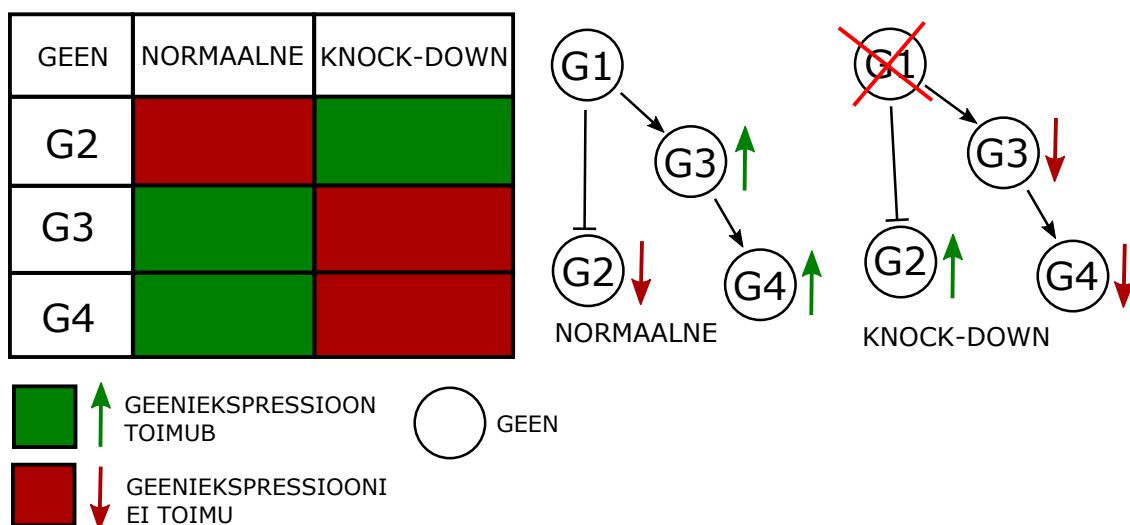 GEEN NORMAALNE KNOCK-DOWN
G2
G3
G4
G1
G3
G2
G4
NORMAALNE
G1
G3
G2
G4
KNOCK-DOWN
GEENIEKSPRESSIOON
TOIMUB
GEEN
GEENIEKSPRESSIOONI
EI TOIMU